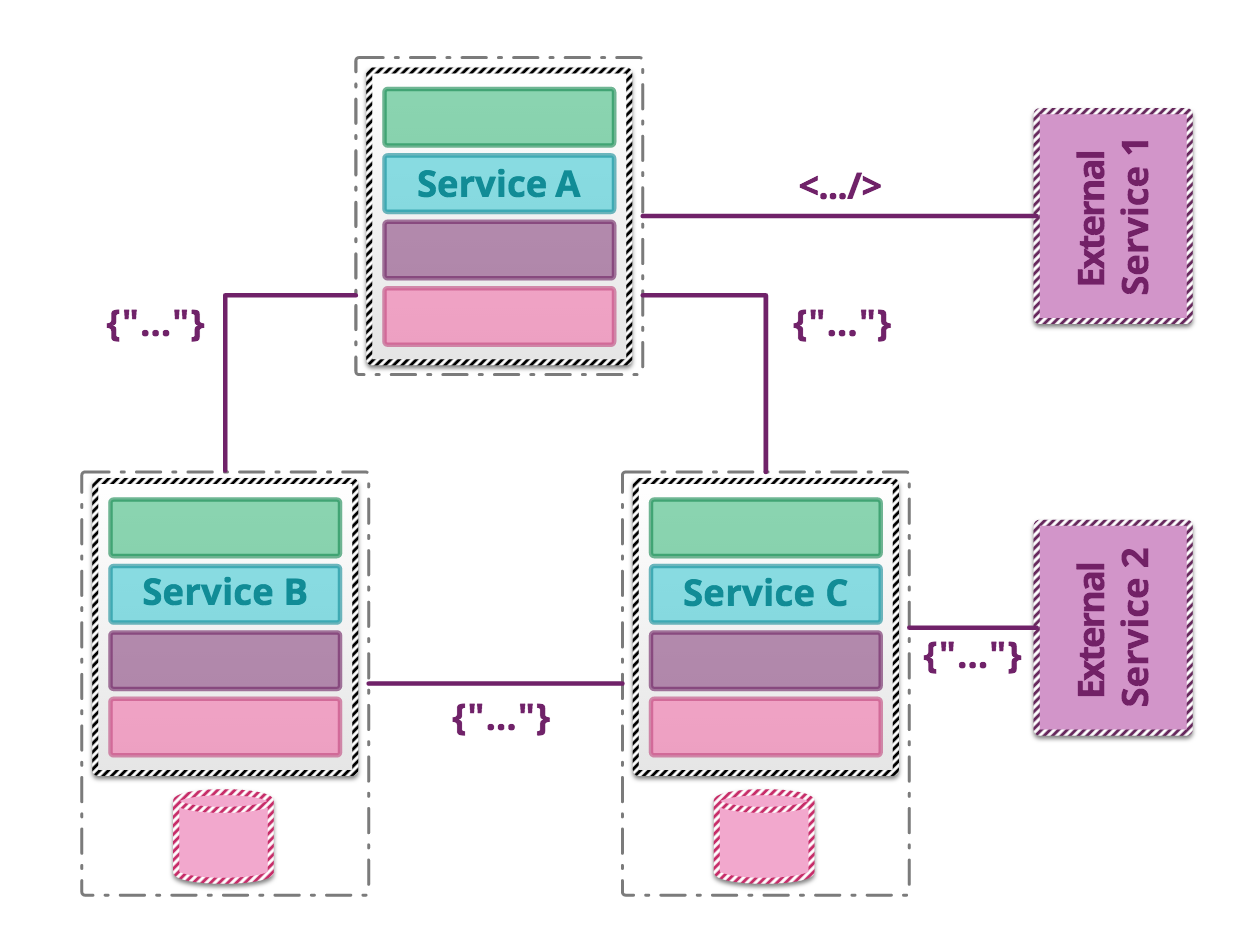 Service A
<.../>
External
Service 1
{"..."}
{"..."}
Service B
Service C
External
Service 2
{"..."}
{"..."}